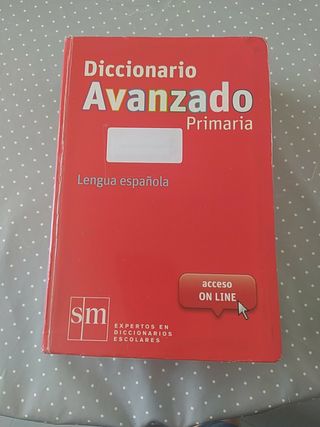 Diccionario
Avanzado
Primaria
Lengua española
acceso
ON LINE
sm
EXPERTOS EN
DICCIONARIOS
ESCOLARES